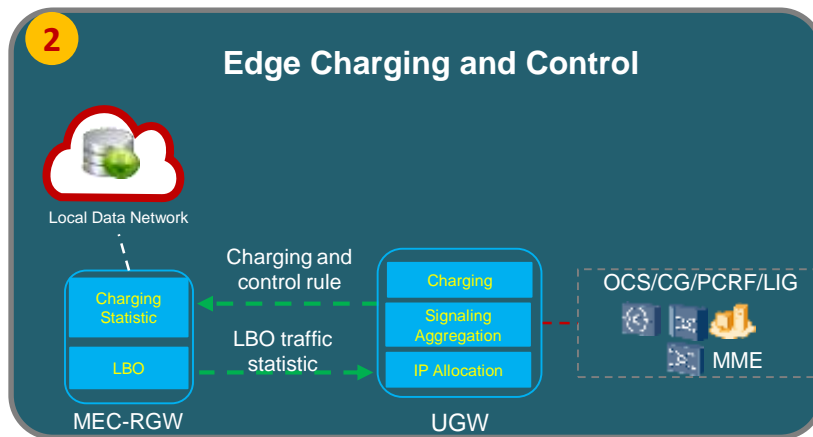 2
Edge Charging and Control
Local Data Network
Charging and
control rule
LBO traffic
statistic
Charging
Statistic
LBO
MEC-RGW
Charging
Signaling
Aggregation
IP Allocation
UGW
OCS/CG/PCRF/LIG
MME